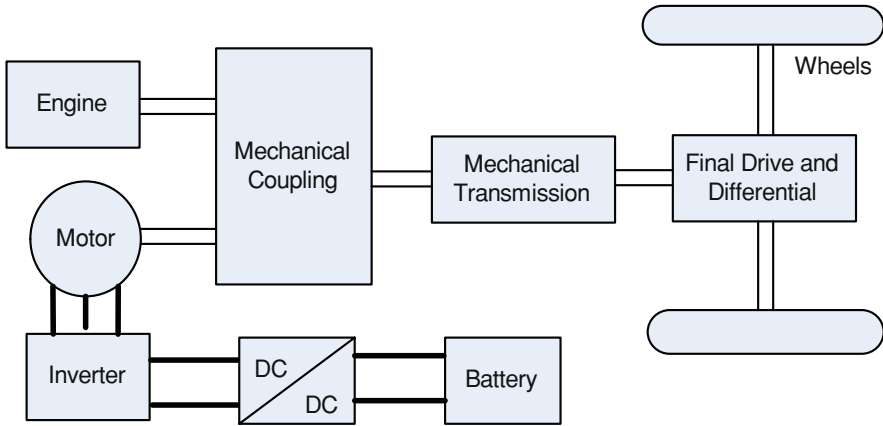 Engine
Mechanical
Coupling
Motor
Mechanical
Transmission
Wheels
Final Drive and
Differential
Inverter
DC
DC
Battery